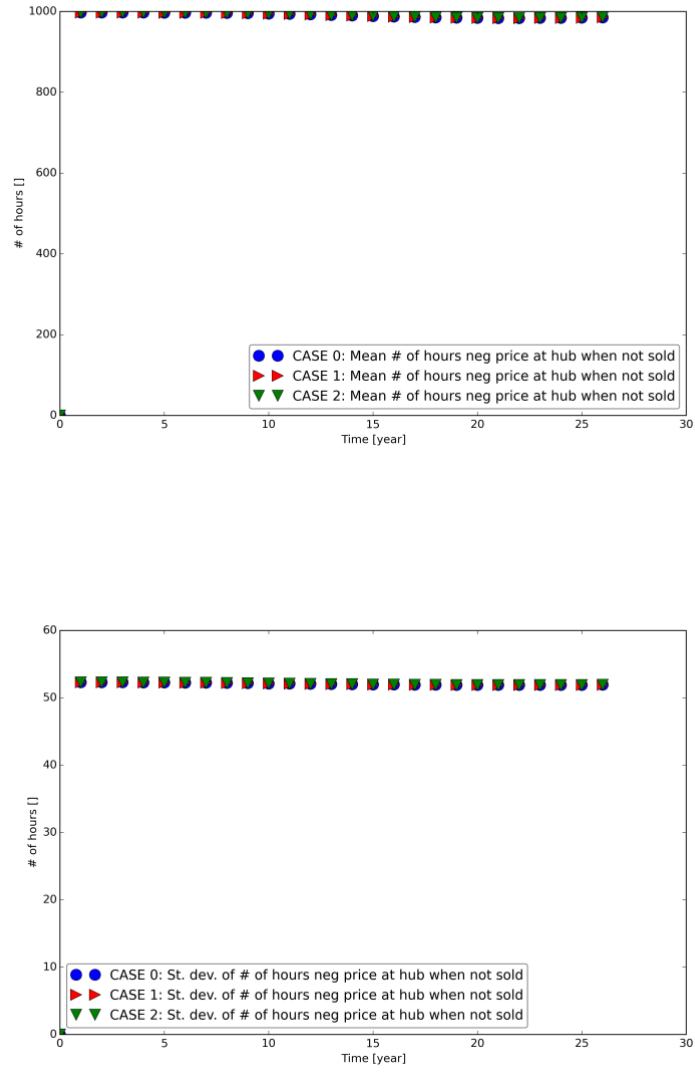 1000
800
600
400
200
0
# of hours []
CASE 0: Mean # of hours neg price at hub when not sold
CASE 1: Mean # of hours neg price at hub when not sold
CASE 2: Mean # of hours neg price at hub when not sold
0 5 10 15 20 25 30
Time [year]
60
50
40
30
20
10
0
# of hours []
CASE 0: St. dev. of # of hours neg price at hub when not sold
CASE 1: St. dev. of # of hours neg price at hub when not sold
CASE 2: St. dev. of # of hours neg price at hub when not sold
0 5 10 15 20 25 30
Time [year]